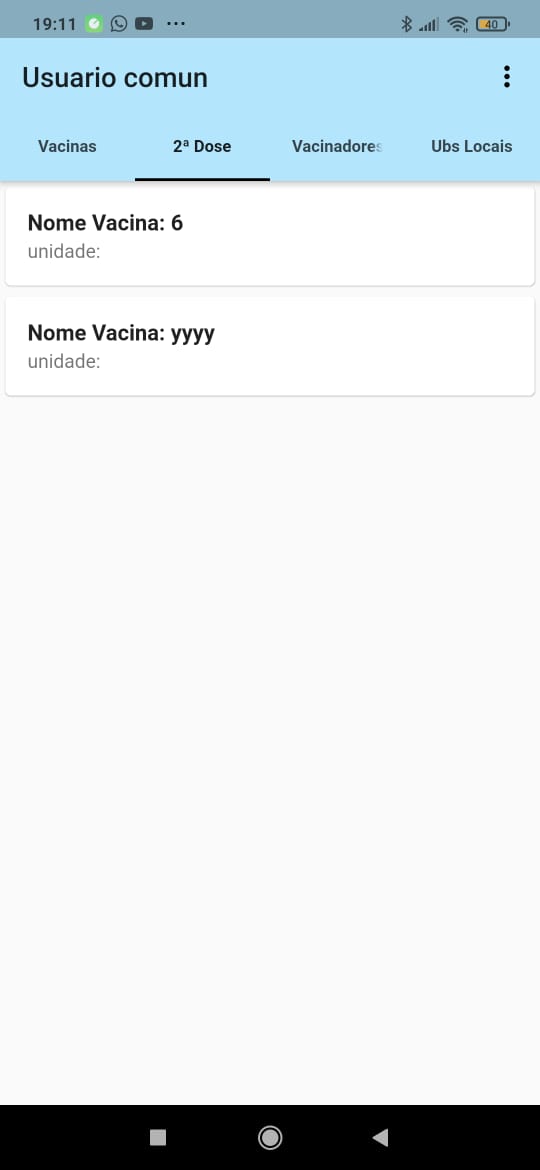 19:11
40
Usuario comun
Vacinas
2ª Dose
Vacinadores
Ubs Locais
Nome Vacina: 6
unidade:
Nome Vacina: yyyy
unidade: